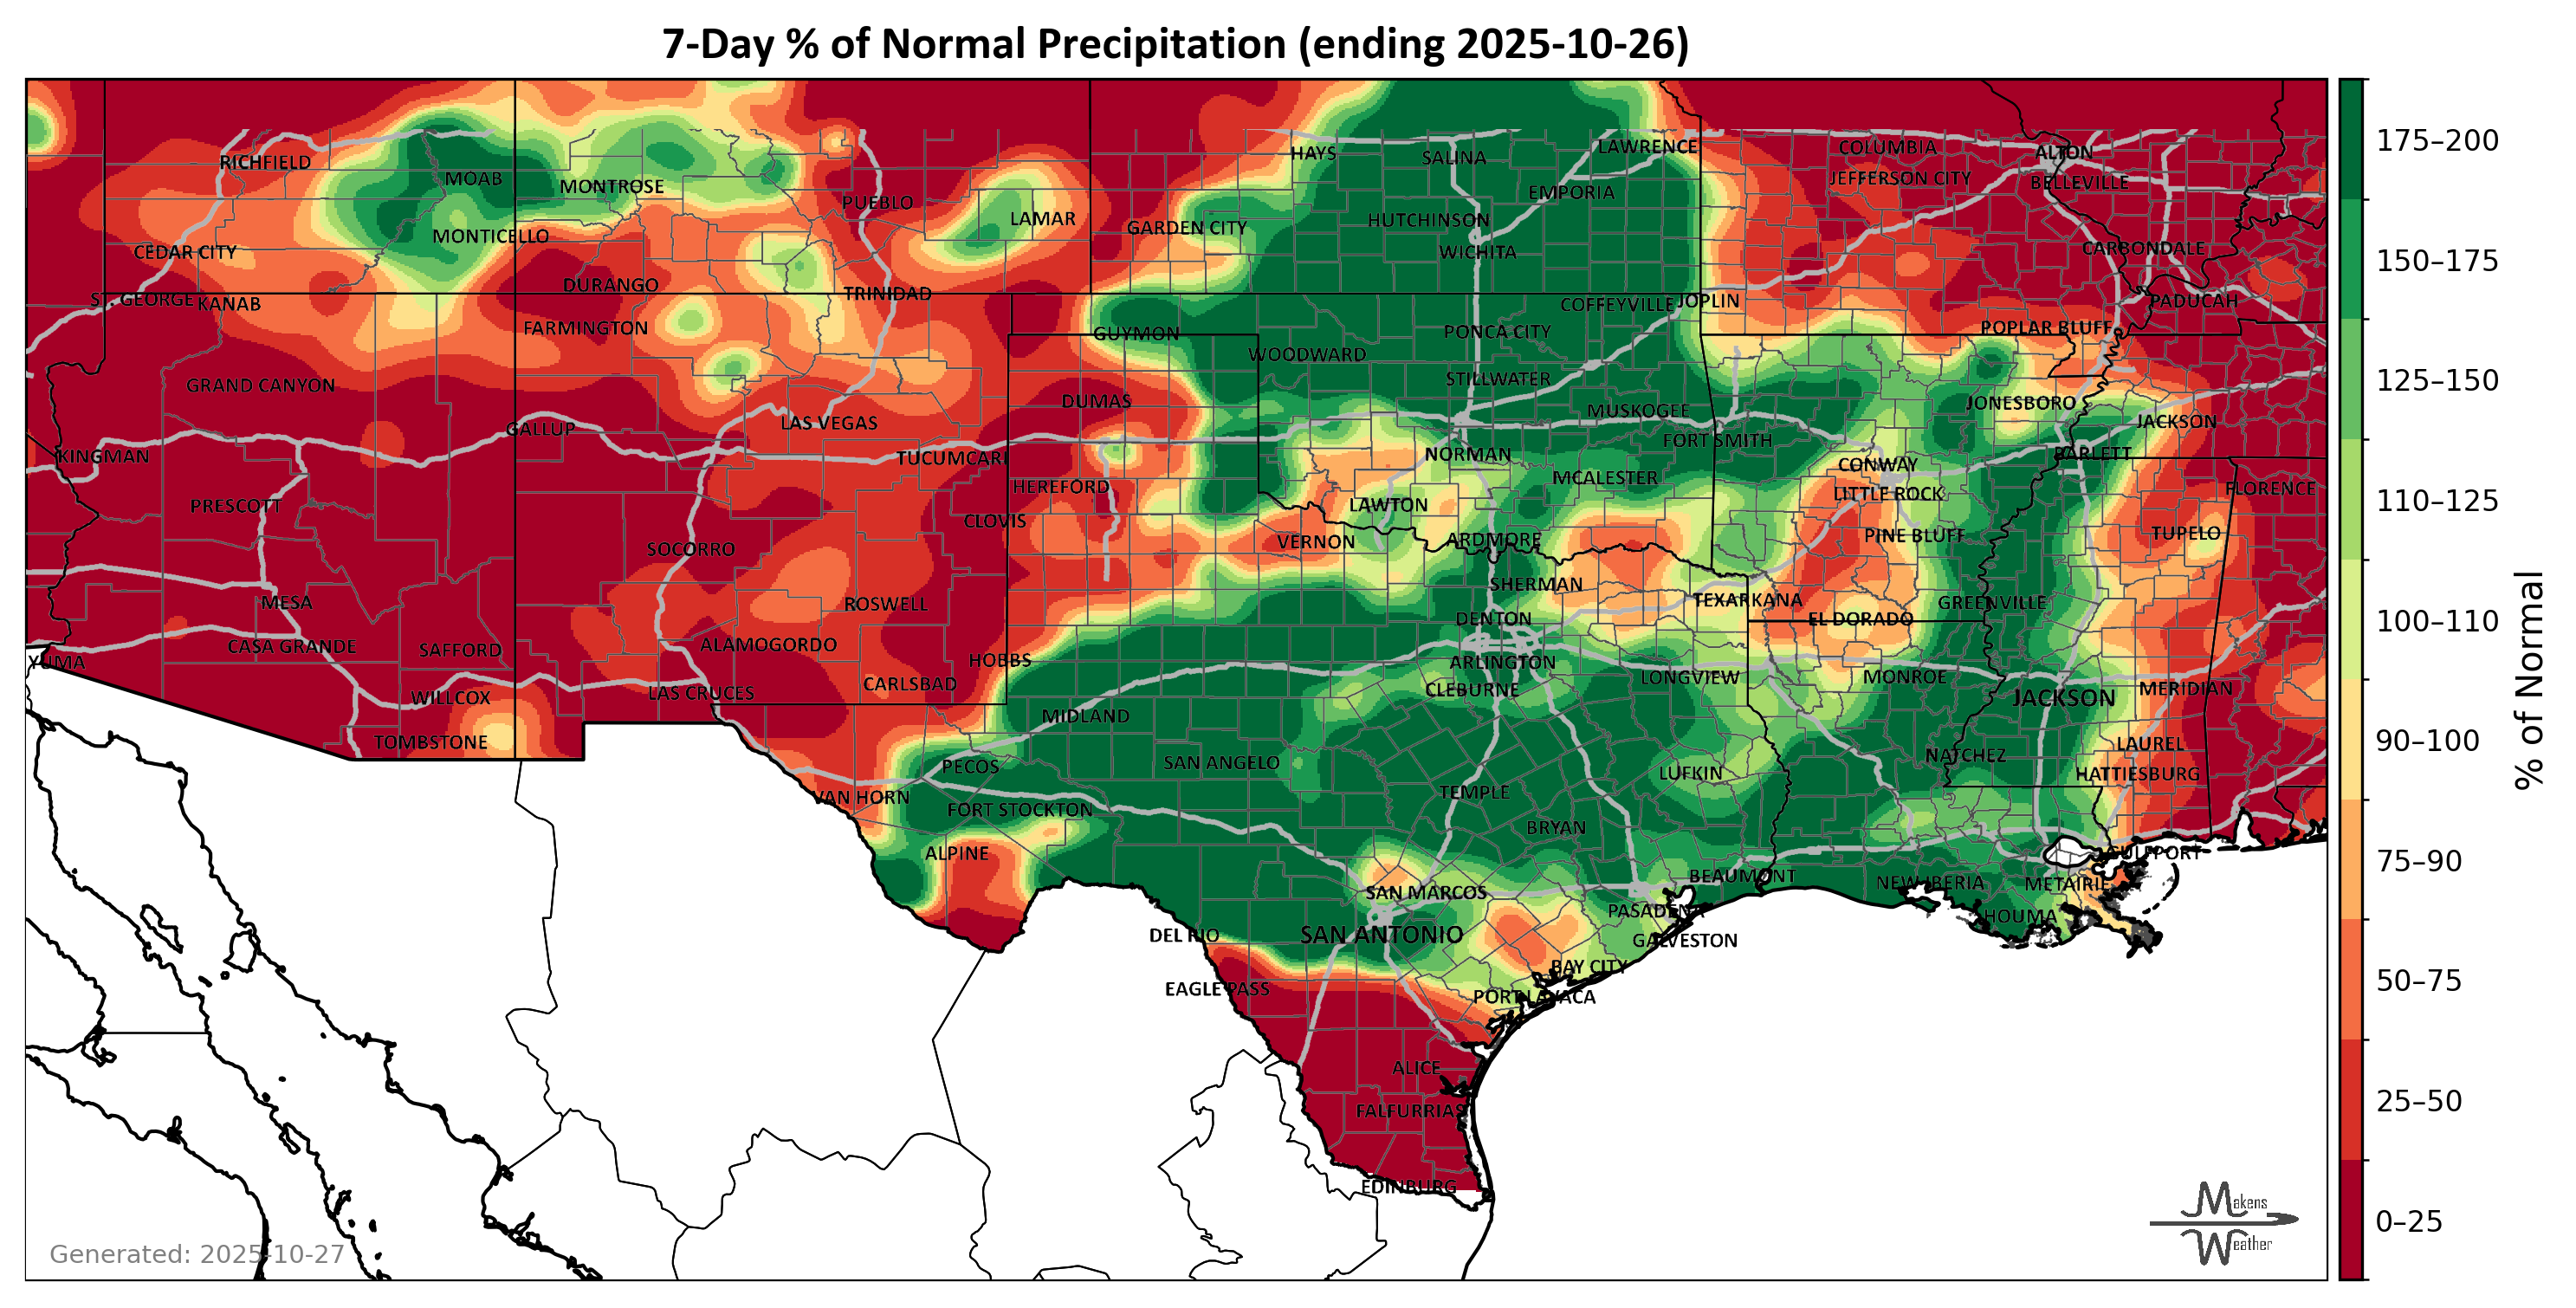 7-Day % of Normal Precipitation (ending 2025-10-26)
HAYS
SALINA
LAWRENCE
COLUMBIA
ALTON
RICHFIELD
MOAB
MONTROSE
EMPORIA
JEFFERSON CITY
BELLEVILLE
PUEBLO
LAMAR
GARDEN CITY
HUTCHINSON
MONTICELLO
WICHITA
CARBONDALE
CEDAR CITY
DURANGO
TRINIDAD
ST. GEORGE
KANAB
COFFEYVILLE
JOPLIN
PADUCAH
FARMINGTON
GUYMON
PONCA CITY
POPLAR BLUFF
WOODWARD
GRAND CANYON
STILLWATER
DUMAS
MUSKOGEE
JONESBORO
LAS VEGAS
GALLUP
JACKSON
FORT SMITH
KINGMAN
TUCUMCARI
NORMAN
BARLETT
CONWAY
HEREFORD
MCALESTER
LITTLE ROCK
FLORENCE
PRESCOTT
LAWTON
CLOVIS
PINE BLUFF
TUPELO
SOCORRO
VERNON
ARDMORE
SHERMAN
MESA
ROSWELL
TEXARKANA
GREENVILLE
DENTON
EL DORADO
CASA GRANDE
SAFFORD
ALAMOGORDO
YUMA
HOBBS
ARLINGTON
LONGVIEW
MONROE
WILLCOX
LAS CRUCES
CARLSBAD
CLEBURNE
JACKSON
MERIDIAN
MIDLAND
TOMBSTONE
LAUREL
PECOS
SAN ANGELO
NATCHEZ
LUFKIN
HATTIESBURG
VAN HORN
FORT STOCKTON
TEMPLE
BRYAN
ALPINE
GULFPORT
SAN MARCOS
BEAUMONT
NEW IBERIA
METAIRIE
PASADENA
HOUMA
DEL RIO
SAN ANTONIO
GALVESTON
BAY CITY
EAGLE PASS
PORT LAVACA
ALICE
FALFURRIAS
EDINBURG
175–200
150–175
125–150
110–125
100–110
90–100
75–90
50–75
25–50
0–25
% of Normal
Generated: 2025-10-27
Makens
Weather